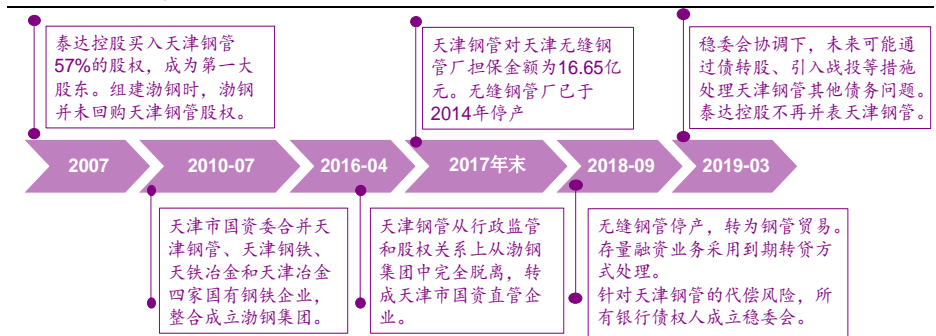 泰达控股买入天津钢管
57%的股权，成为第一大
股东。组建渤钢时，渤钢
并未回购天津钢管股权。
天津钢管对天津无缝钢
管厂担保金额为16.65亿
元。无缝钢管厂已于
2014年停产
稳委会协调下，未来可能通
过债转股、引入战投等措施
处理天津钢管其他债务问题。
泰达控股不再并表天津钢管。
2007
2010-07
2016-04
2017年末
2018-09
2019-03
天津市国资委合并天
津钢管、天津钢铁、
天铁冶金和天津冶金
四家国有钢铁企业，
整合成立渤钢集团。
天津钢管从行政监管
和股权关系上从渤钢
集团中完全脱离，转
成天津市国资直管企
业。
无缝钢管停产，转为钢管贸易。
存量融资业务采用到期转贷方
式处理。
针对天津钢管的代偿风险，所
有银行债权人成立稳委会。